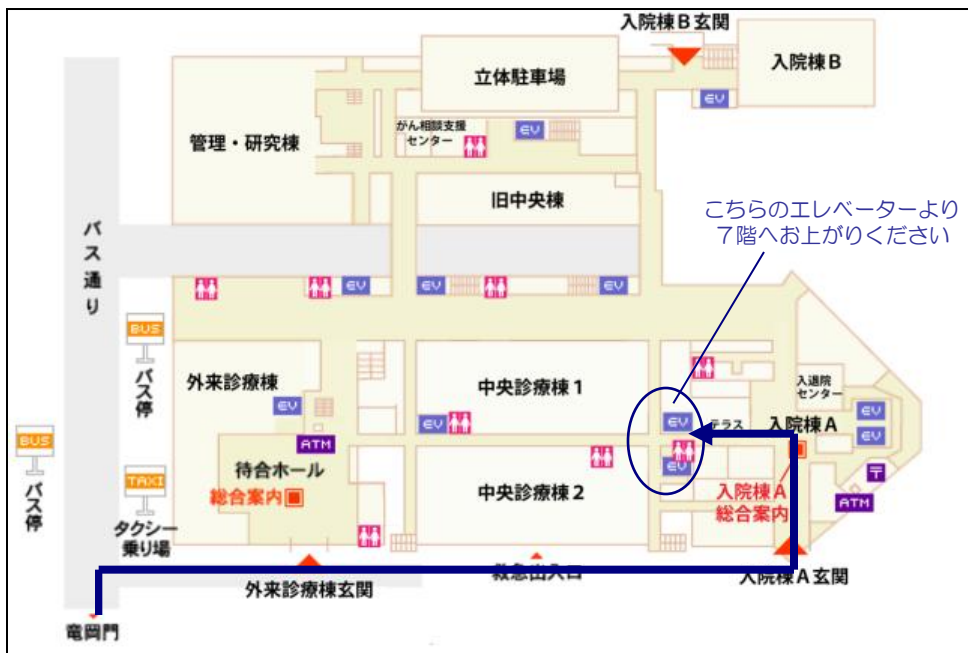 入院棟B玄関
立体駐車場
入院棟B
EV
がん相談支援
センター
EV
管理・研究棟
旧中央棟
こちらのエレベーターより
７階へお上がりください
バス通り
EV
EV
EV
BUS
バス停
外来診療棟
中央診療棟1
入退院
センター
EV
EV
EV
EV
テラス
入院棟A
EV
ATM
BUS
バス停
待合ホール
EV
〒
TAXI
総合案内
中央診療棟2
入院棟A
総合案内
ATM
タクシー
乗り場
外来診療棟玄関
救急出入口
入院棟A玄関
竜岡門